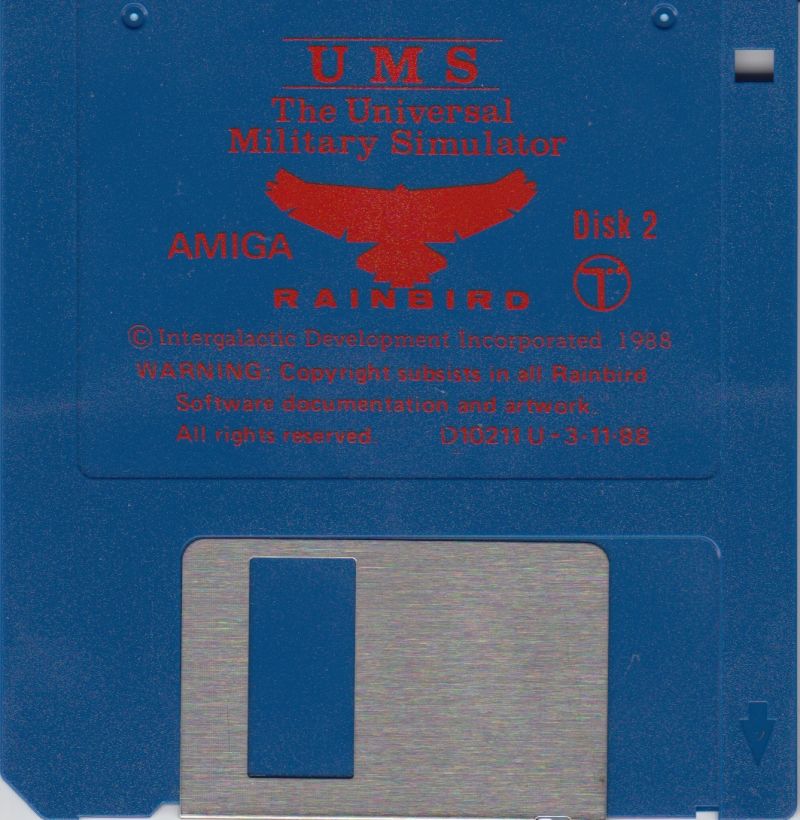 UMS
The Universal
Military Simulator
AMIGA
Disk 2
RAINBIRD
© Intergalactic Development Incorporated 1988
WARNING: Copyright subsists in all Rainbird
Software documentation and artwork.
All rights reserved. D10211 U - 3·11·88